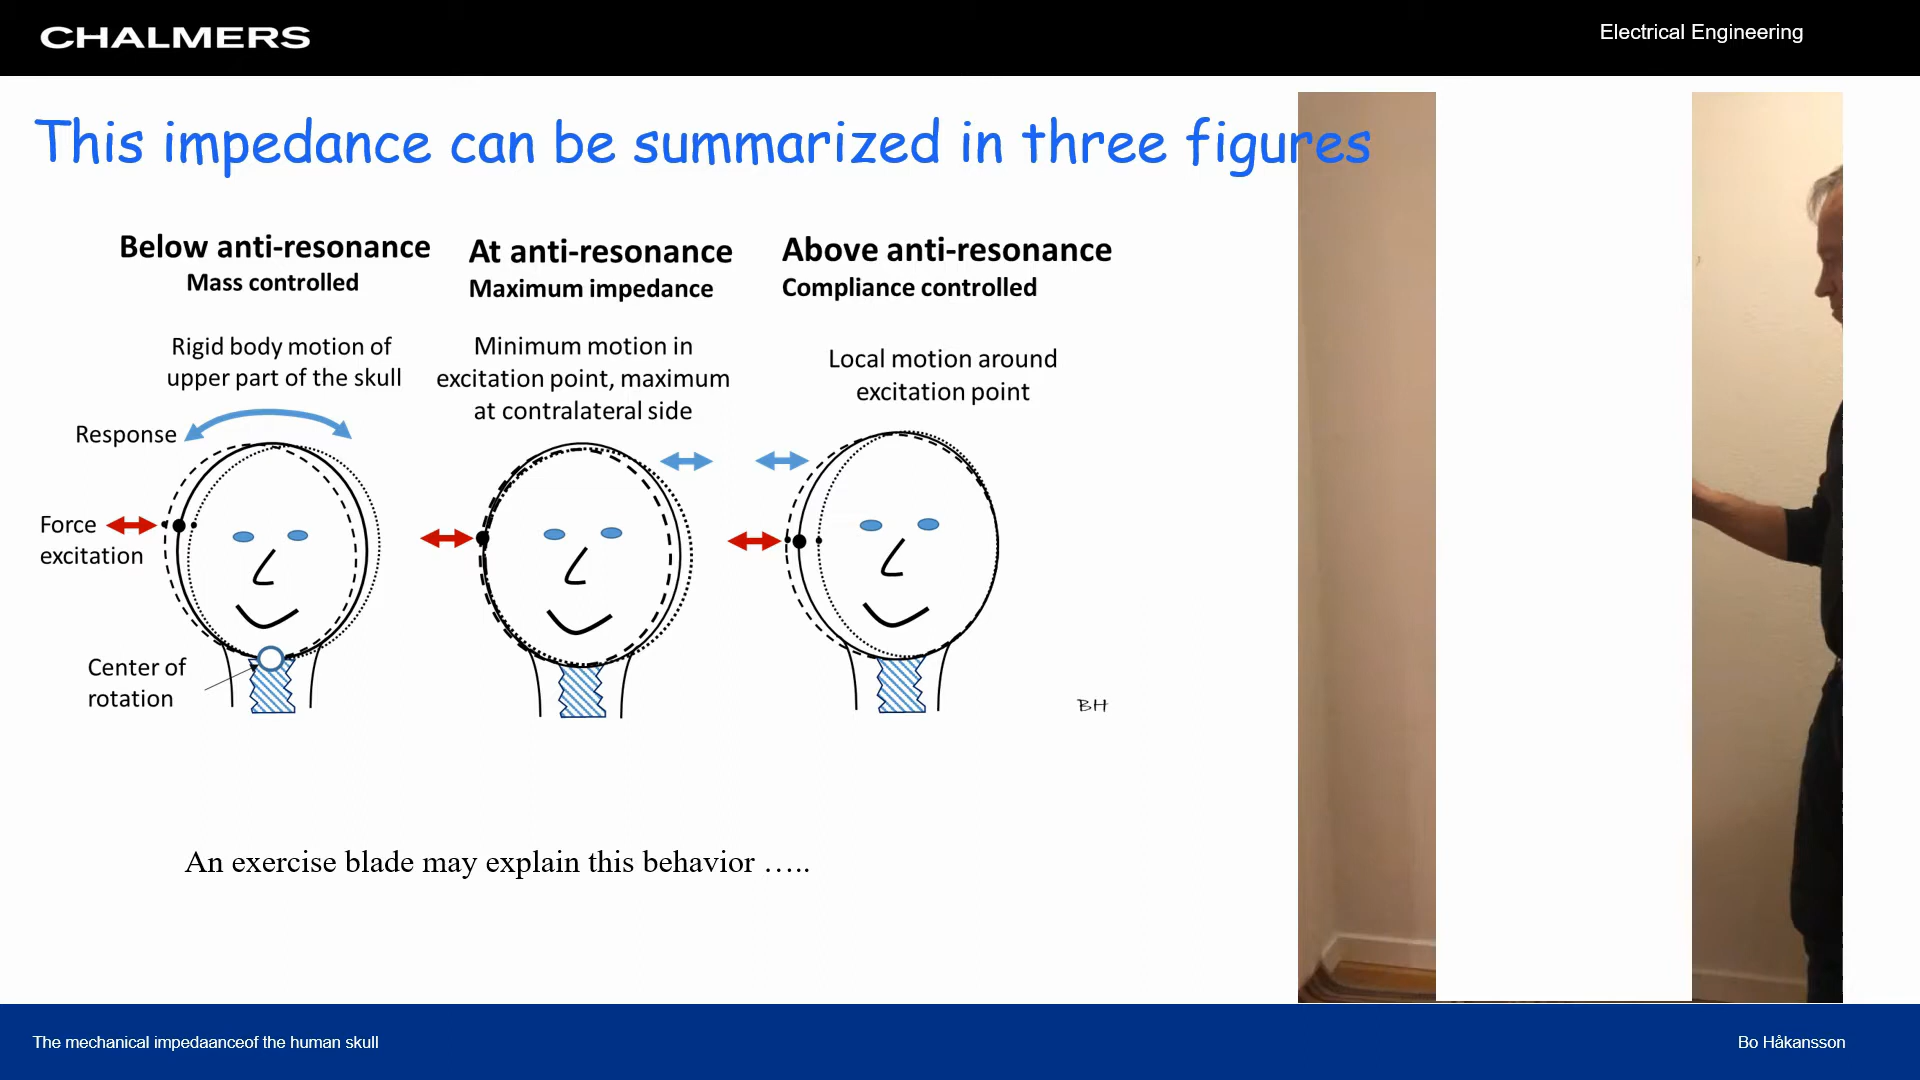 CHALMERS
Electrical Engineering
This impedance can be summarized in three figures
Below anti-resonance
Mass controlled
Rigid body motion of
upper part of the skull
Response
Force
excitation
Center of
rotation
At anti-resonance
Maximum impedance
Minimum motion in
excitation point, maximum
at contralateral side
Above anti-resonance
Compliance controlled
Local motion around
excitation point
BH
An exercise blade may explain this behavior …..
The mechanical impedaanceof the human skull
Bo Håkansson